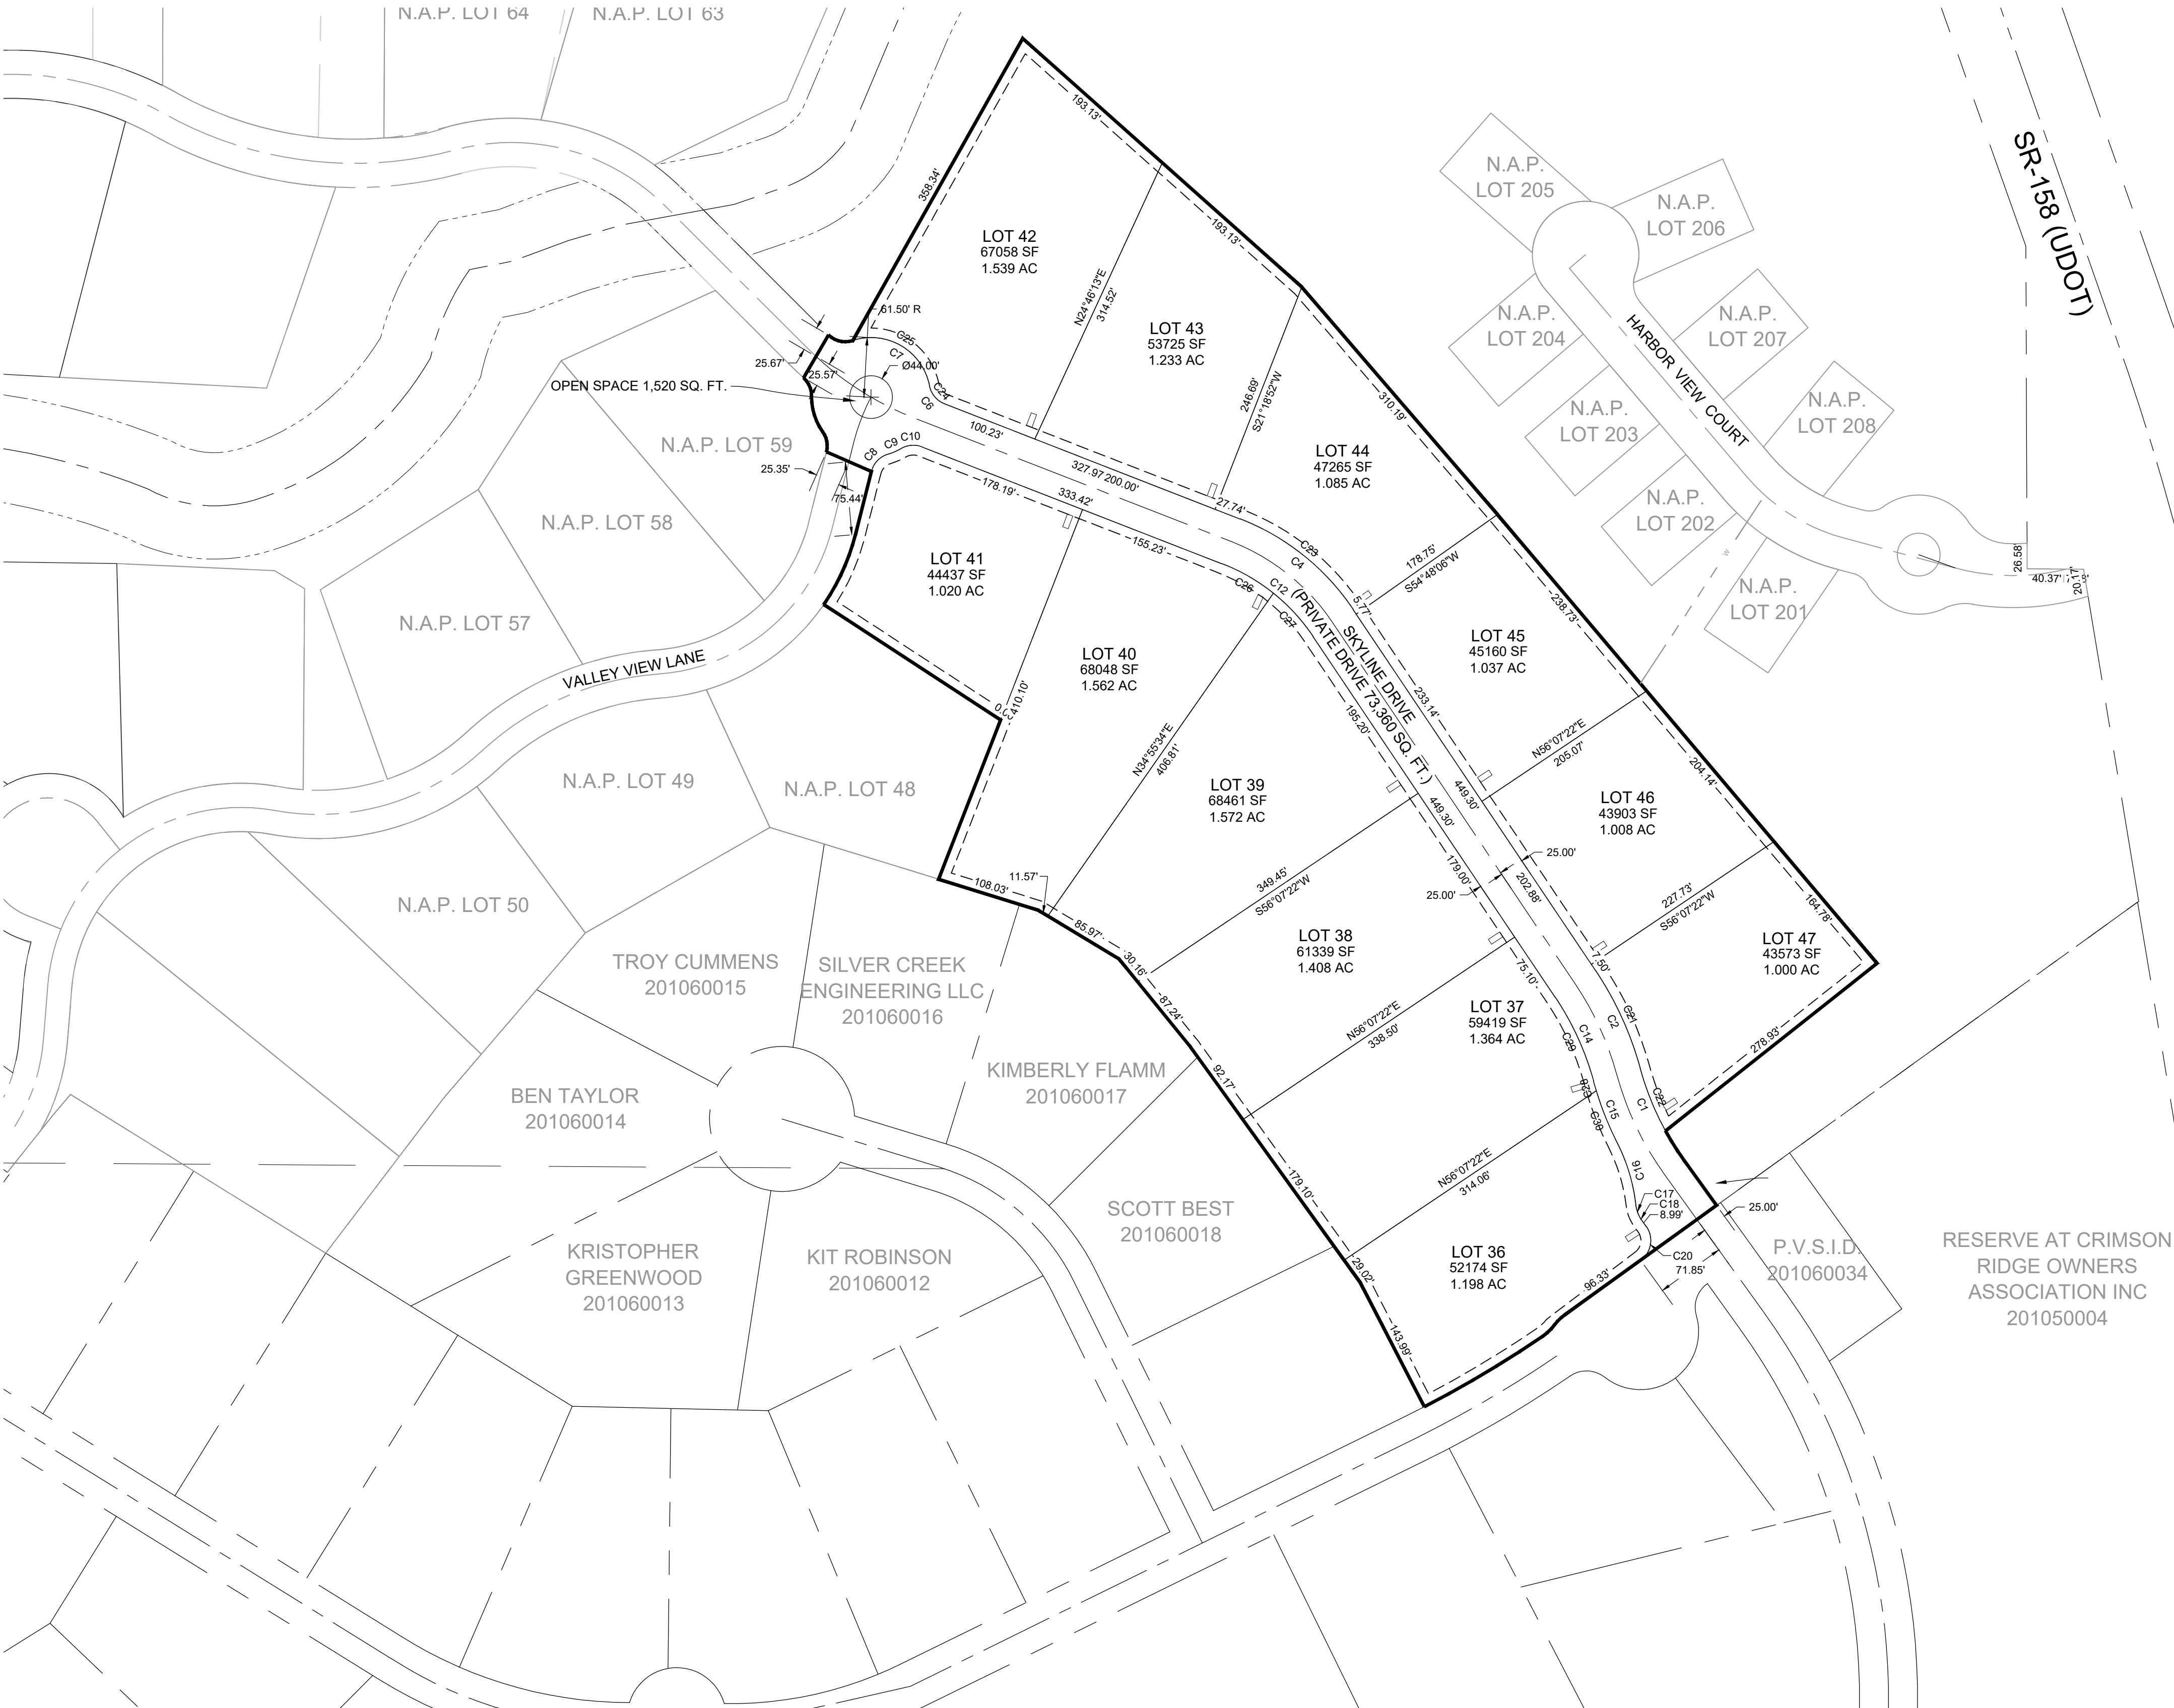 N.A.P. LOT 64
N.A.P. LOT 63
SR-158 (UDOT)
193.13'
358.34'
193.13'
LOT 42
67058 SF
1.539 AC
N24°46'13"E
314.52'
LOT 43
53725 SF
1.233 AC
246.69'
S21°18'52"W
310.19'
LOT 44
47265 SF
1.085 AC
N.A.P.
LOT 205
N.A.P.
LOT 206
N.A.P.
LOT 204
N.A.P.
LOT 207
N.A.P.
LOT 203
N.A.P.
LOT 208
N.A.P.
LOT 202
N.A.P.
LOT 201
HARBOR VIEW COURT
W
26.58'
40.37'
20.17'
61.50' R
C25
C7
Ø44.00'
C24
C6
25.67'
25.57'
OPEN SPACE 1,520 SQ. FT.
N.A.P. LOT 59
25.35'
75.44'
C8
C9
C10
100.23'
327.97
200.00'
27.74'
178.19'
333.42'
155.23'
C23
C4
C26
C12
C27
5.77'
178.75'
S54°48'06"W
238.73'
N.A.P. LOT 58
N.A.P. LOT 57
VALLEY VIEW LANE
LOT 41
44437 SF
1.020 AC
LOT 40
68048 SF
1.562 AC
410.10'
N34°55'34"E
406.81'
SKYLINE DRIVE
(PRIVATE DRIVE 73,360 SQ. FT.)
LOT 45
45160 SF
1.037 AC
233.14'
195.20'
N56°07'22"E
205.07'
204.14'
N.A.P. LOT 49
N.A.P. LOT 48
N.A.P. LOT 50
LOT 39
68461 SF
1.572 AC
449.30'
449.30'
LOT 46
43903 SF
1.008 AC
25.00'
25.00'
179.00'
202.88'
349.45'
S56°07'22"W
227.73'
S56°07'22"W
164.78'
11.57'
108.03'
85.97'
30.16'
87.24'
92.17'
LOT 38
61339 SF
1.408 AC
LOT 47
43573 SF
1.000 AC
7.50'
75.10'
278.93'
N56°07'22"E
338.50'
LOT 37
59419 SF
1.364 AC
C21
C2
C14
C29
C28
C15
C30
C1
C22
C16
C17
C18
8.99'
C20
71.85'
25.00'
TROY CUMMENS
201060015
SILVER CREEK
ENGINEERING LLC
201060016
KIMBERLY FLAMM
201060017
BEN TAYLOR
201060014
SCOTT BEST
201060018
KRISTOPHER
GREENWOOD
201060013
KIT ROBINSON
201060012
179.10'
N56°07'22"E
314.06'
29.02'
143.99'
LOT 36
52174 SF
1.198 AC
96.33'
P.V.S.I.D.
201060034
RESERVE AT CRIMSON
RIDGE OWNERS
ASSOCIATION INC
201050004